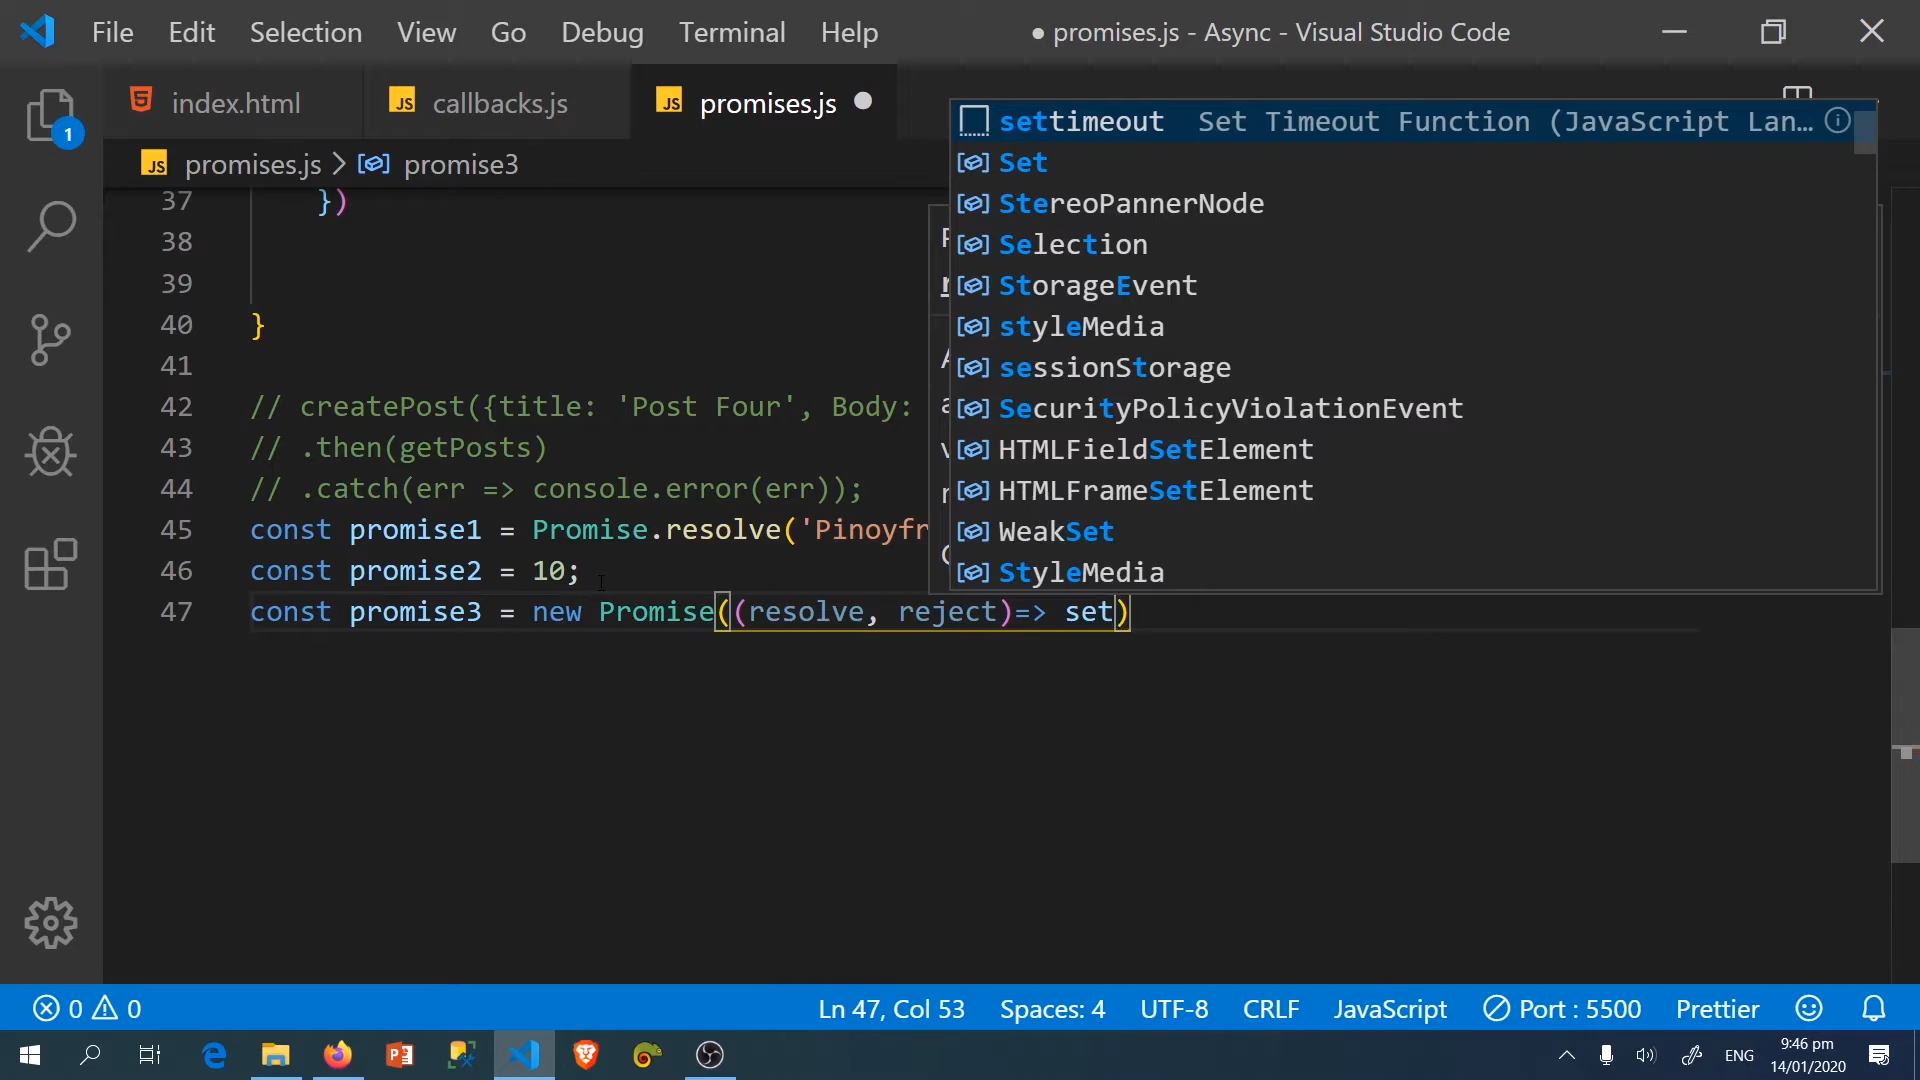 File Edit Selection View Go Debug Terminal Help
● promises.js - Async - Visual Studio Code
index.html
JS callbacks.js
JS promises.js
JS promises.js > promise3
1
settimeout Set Timeout Function (JavaScript Lan...
Set
StereoPannerNode
Selection
StorageEvent
styleMedia
sessionStorage
SecurityPolicyViolationEvent
HTMLFieldSetElement
HTMLFrameSetElement
WeakSet
StyleMedia
37 })
38
39
40 }
41
42 // createPost({title: 'Post Four', Body:
43 // .then(getPosts)
44 // .catch(err => console.error(err));
45 const promise1 = Promise.resolve('Pinoyfr
46 const promise2 = 10;
47 const promise3 = new Promise((resolve, reject)=> set)
0 0 Ln 47, Col 53 Spaces: 4 UTF-8 CRLF JavaScript Port : 5500 Prettier
ENG
9:46 pm
14/01/2020